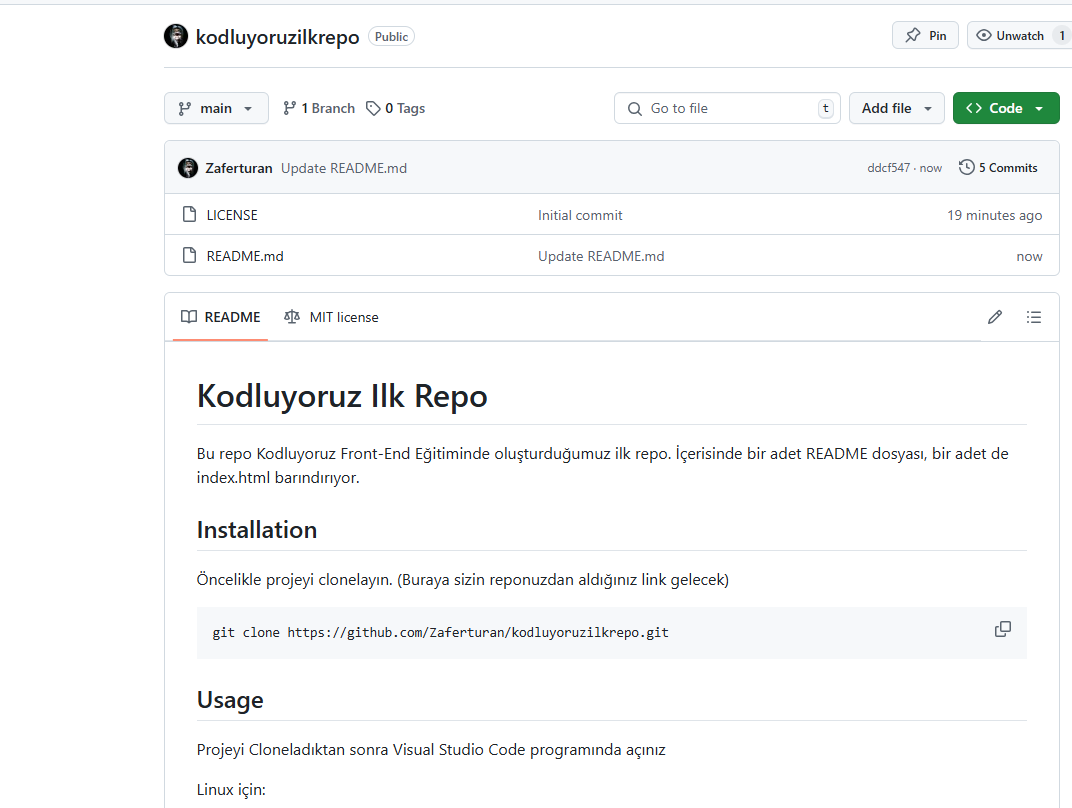 kodluyoruzilkrepo Public Pin Unwatch 1
main 1 Branch 0 Tags Go to file t Add file Code
Zaferturan Update README.md ddcf547 · now 5 Commits
LICENSE Initial commit 19 minutes ago
README.md Update README.md now
README MIT license
Kodluyoruz Ilk Repo
Bu repo Kodluyoruz Front-End Eğitiminde oluşturduğumuz ilk repo. İçerisinde bir adet README dosyası, bir adet de
index.html barındırıyor.
Installation
Öncelikle projeyi clonelayın. (Buraya sizin reponuzdan aldığınız link gelecek)
git clone https://github.com/Zaferturan/kodluyoruzilkrepo.git
Usage
Projeyi Cloneladıktan sonra Visual Studio Code programında açınız
Linux için: